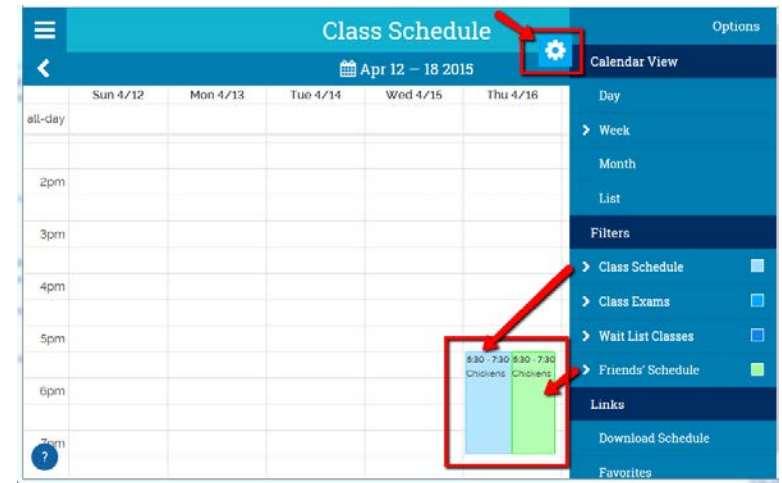 Class Schedule
Options
Apr 12 – 18 2015
Calendar View
Sun 4/12 Mon 4/13 Tue 4/14 Wed 4/15 Thu 4/16
Day
all-day
Week
Month
2pm
List
3pm
Filters
Class Schedule
4pm
Class Exams
5pm
Wait List Classes
5:30 - 7:30 5:30 - 7:30
Chickens Chickens
Friends' Schedule
6pm
Links
7pm
Download Schedule
?
Favorites